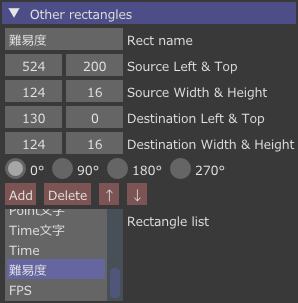 ▼ Other rectangles
難易度 Rect name
524 200 Source Left & Top
124 16 Source Width & Height
130 0 Destination Left & Top
124 16 Destination Width & Height
0° 90° 180° 270°
Add Delete ↑ ↓
Point文字 Rectangle list
Time文字
Time
難易度
FPS